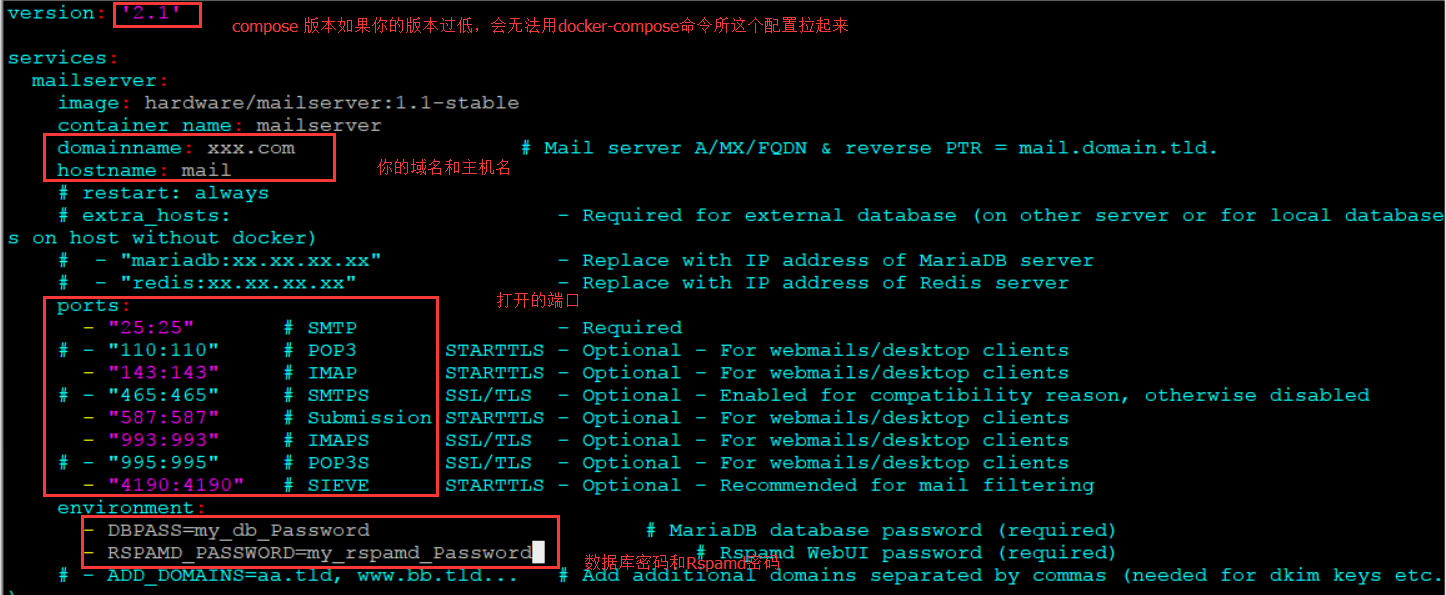 version: '2.1'
compose 版本如果你的版本过低，会无法用docker-compose命令所这个配置拉起来
services:
mailserver:
image: hardware/mailserver:1.1-stable
container_name: mailserver
domainname: xxx.com # Mail server A/MX/FQDN & reverse PTR = mail.domain.tld.
hostname: mail 你的域名和主机名
# restart: always
# extra_hosts: - Required for external database (on other server or for local database
s on host without docker)
# - "mariadb:xx.xx.xx.xx" - Replace with IP address of MariaDB server
# - "redis:xx.xx.xx.xx" - Replace with IP address of Redis server
ports: 打开的端口
- "25:25" # SMTP - Required
# - "110:110" # POP3 STARTTLS - Optional - For webmails/desktop clients
- "143:143" # IMAP STARTTLS - Optional - For webmails/desktop clients
# - "465:465" # SMTPS SSL/TLS - Optional - Enabled for compatibility reason, otherwise disabled
- "587:587" # Submission STARTTLS - Optional - For webmails/desktop clients
- "993:993" # IMAPS SSL/TLS - Optional - For webmails/desktop clients
# - "995:995" # POP3S SSL/TLS - Optional - For webmails/desktop clients
- "4190:4190" # SIEVE STARTTLS - Optional - Recommended for mail filtering
environment:
- DBPASS=my_db_Password # MariaDB database password (required)
- RSPAMD_PASSWORD=my_rspamd_Password # Rspamd WebUI password (required)
数据库密码和Rspamd密码
# - ADD_DOMAINS=aa.tld, www.bb.tld... # Add additional domains separated by commas (needed for dkim keys etc.